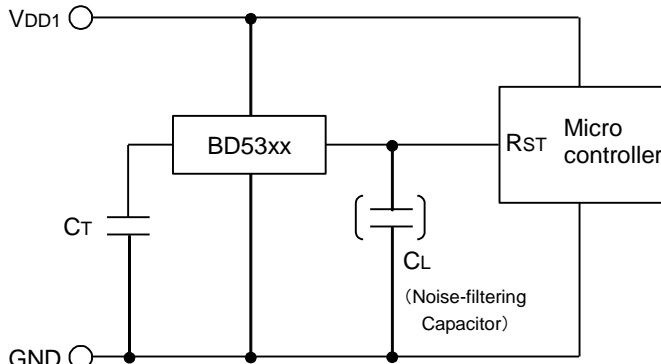 VDD1
BD53xx
RST
Micro
controller
CT
CL
（Noise-filtering
Capacitor）
GND